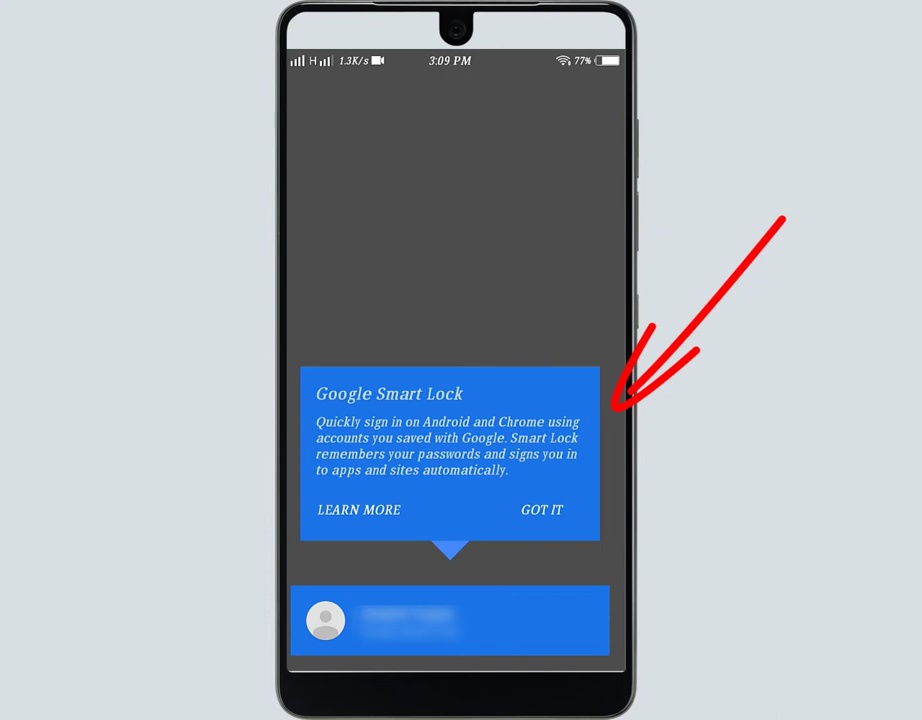 H 1.3K/s 3:09 PM 77%
Google Smart Lock
Quickly sign in on Android and Chrome using
accounts you saved with Google. Smart Lock
remembers your passwords and signs you in
to apps and sites automatically.
LEARN MORE GOT IT